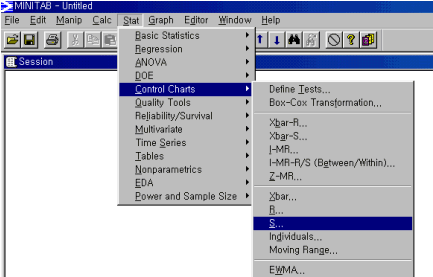 MINITAB - Untitled
File Edit Manip Calc Stat Graph Editor Window Help
Session
Basic Statistics
Regression
ANOVA
DOE
Control Charts
Quality Tools
Reliability/Survival
Multivariate
Time Series
Tables
Nonparametrics
EDA
Power and Sample Size
Define Tests...
Box-Cox Transformation...
Xbar-R...
Xbar-S...
I-MR...
I-MR-R/S (Between/Within)...
Z-MR...
Xbar...
R...
S...
Individuals...
Moving Range...
EWMA...